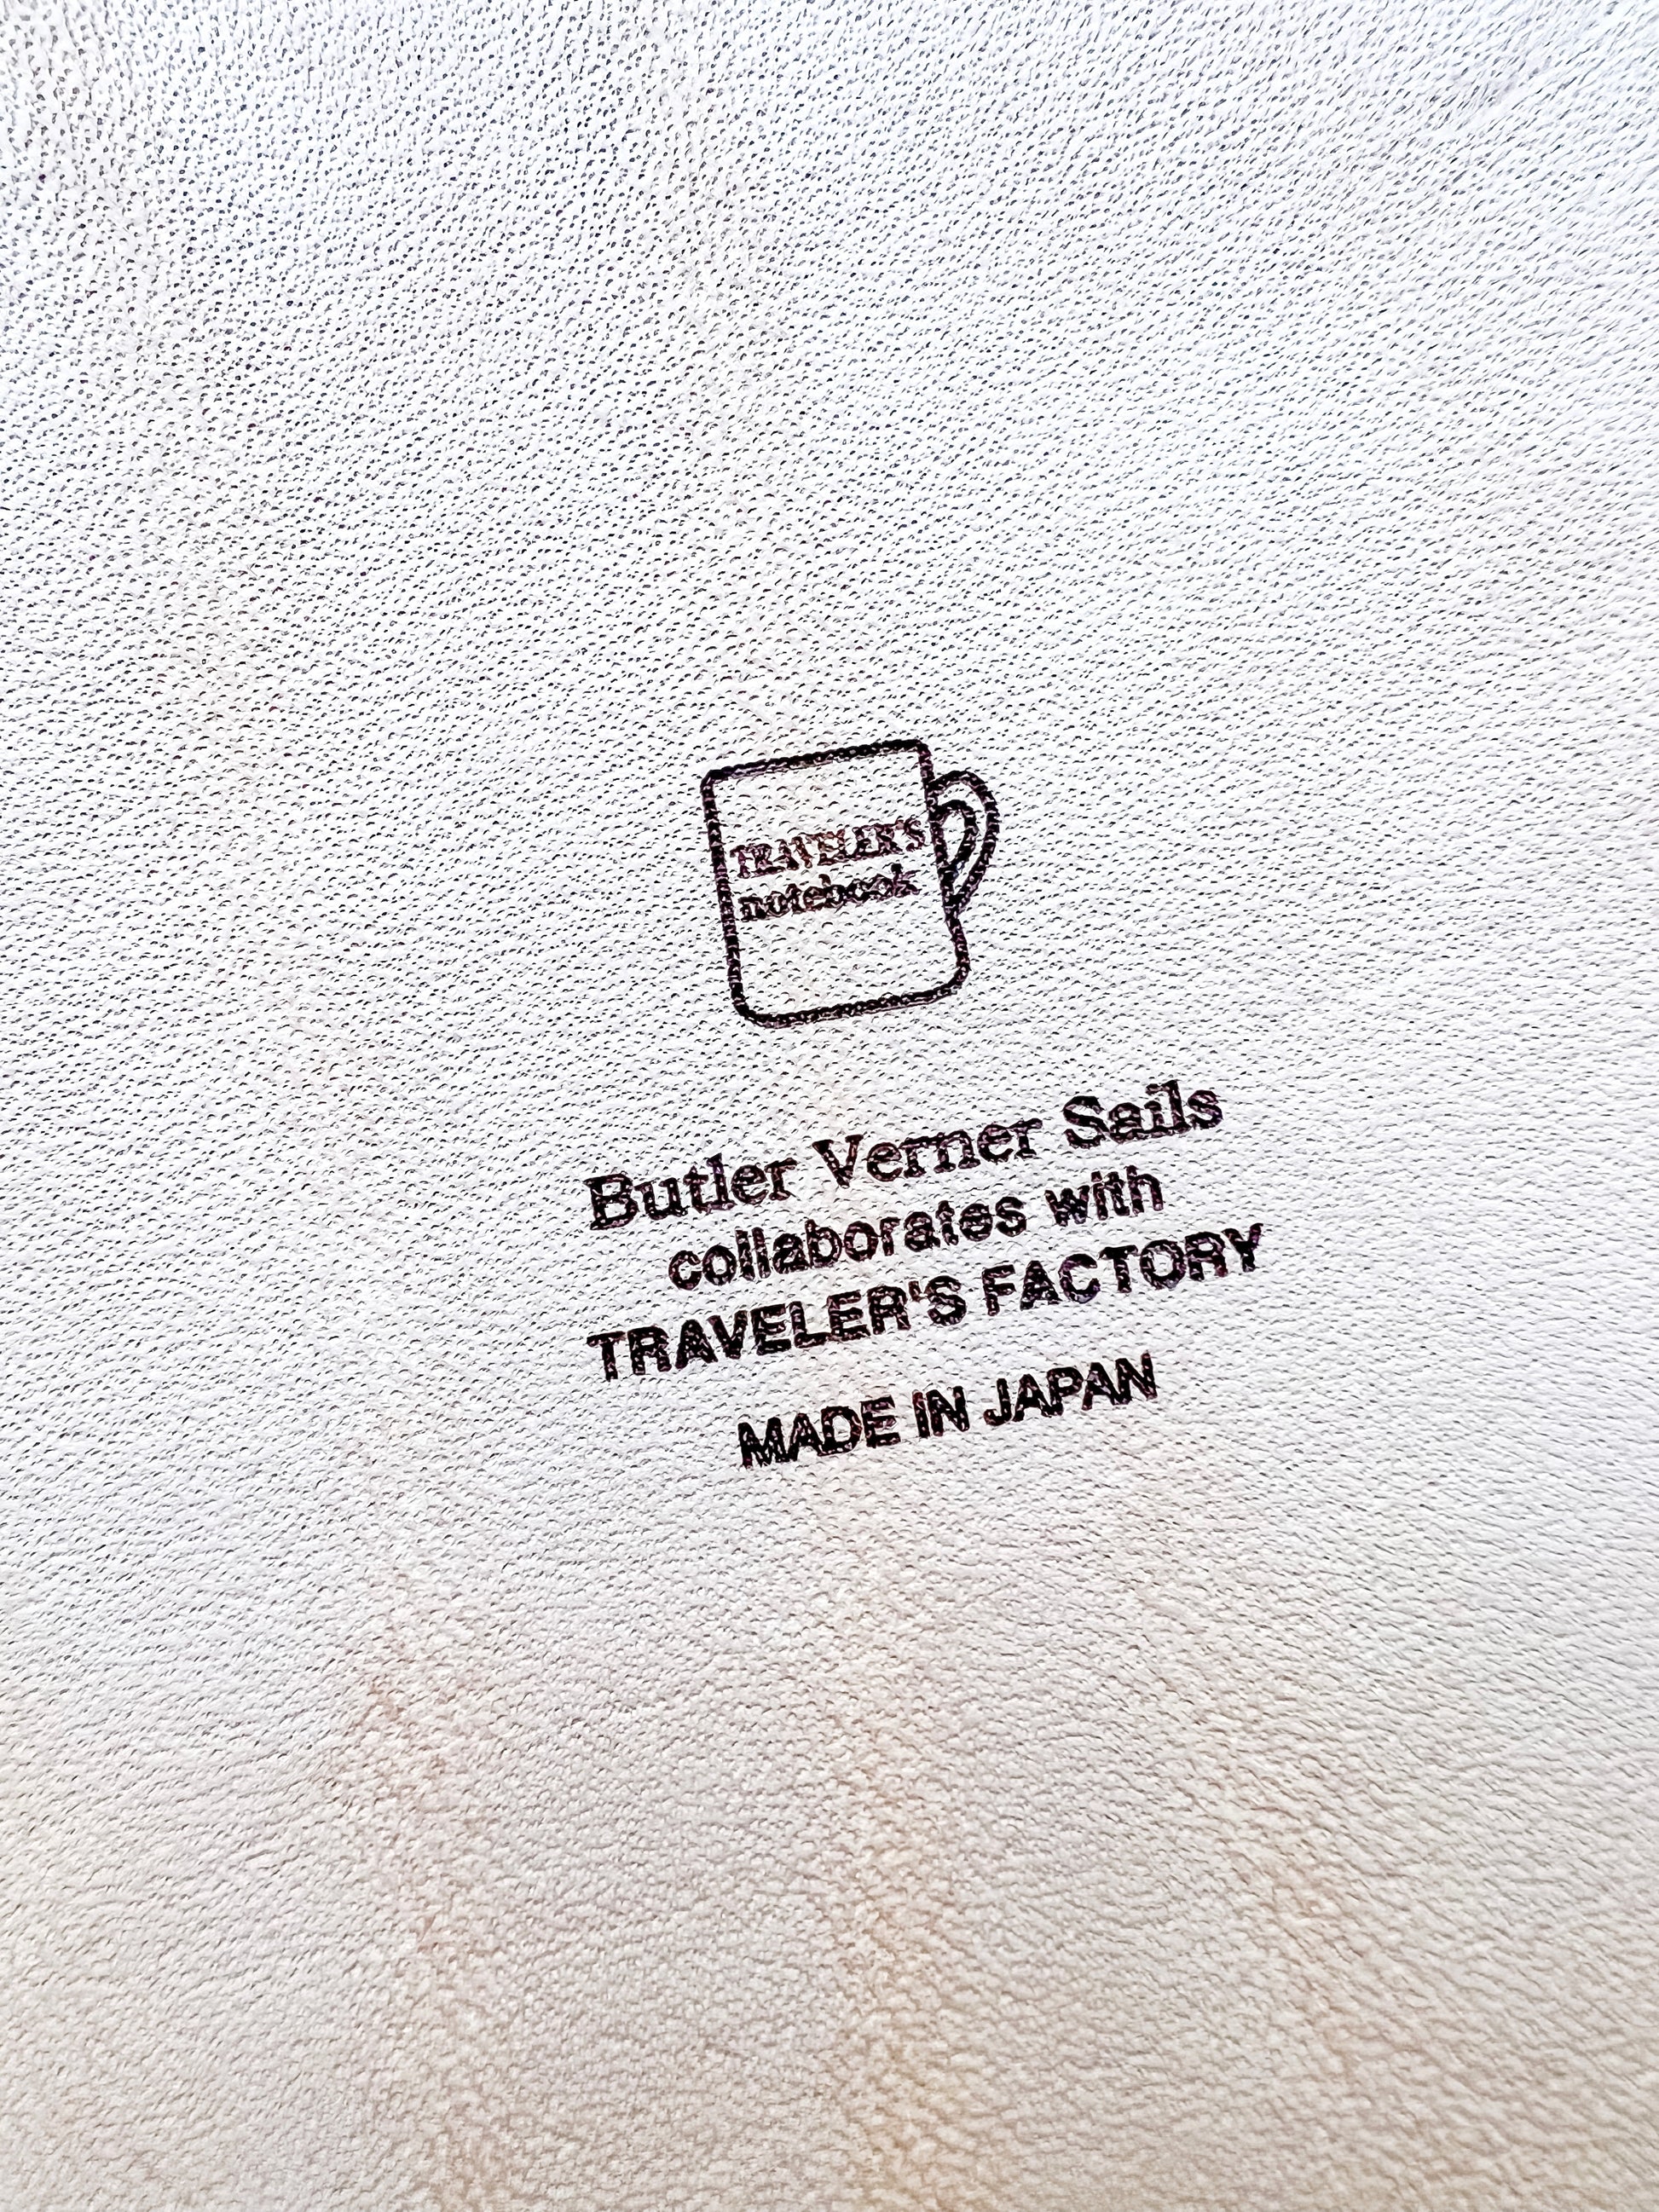 TRAVELER'S
notebook
Butler Verner Sails
collaborates with
TRAVELER'S FACTORY
MADE IN JAPAN